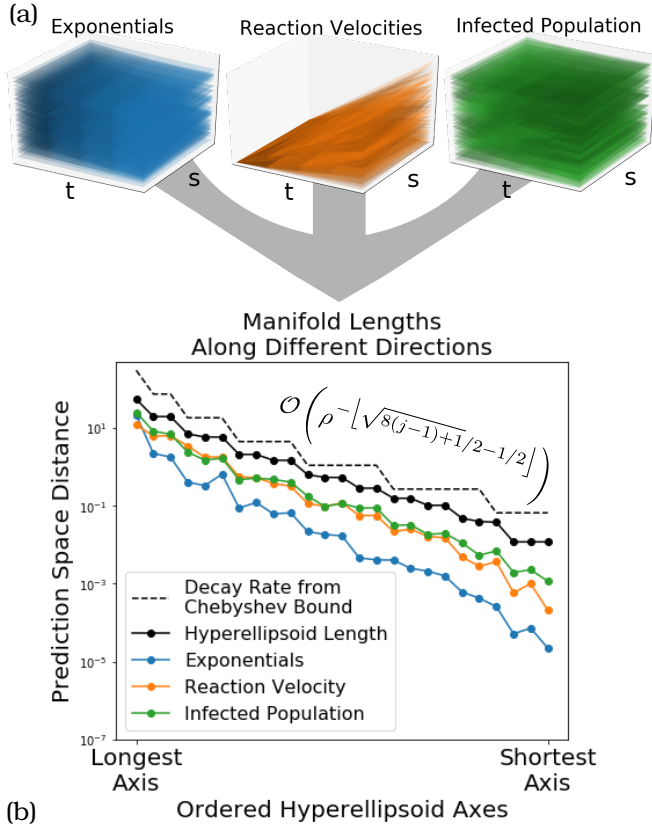 (a)
Exponentials
Reaction Velocities
Infected Population
t
s
t
s
t
s
Manifold Lengths
Along Different Directions
Prediction Space Distance
10¹
10⁻¹
10⁻³
10⁻⁵
10⁻⁷
𝒪(ρ^{-⌊√(8(j−1)+1)/2−1/2⌋})
Decay Rate from
Chebyshev Bound
Hyperellipsoid Length
Exponentials
Reaction Velocity
Infected Population
Longest
Axis
Shortest
Axis
Ordered Hyperellipsoid Axes
(b)